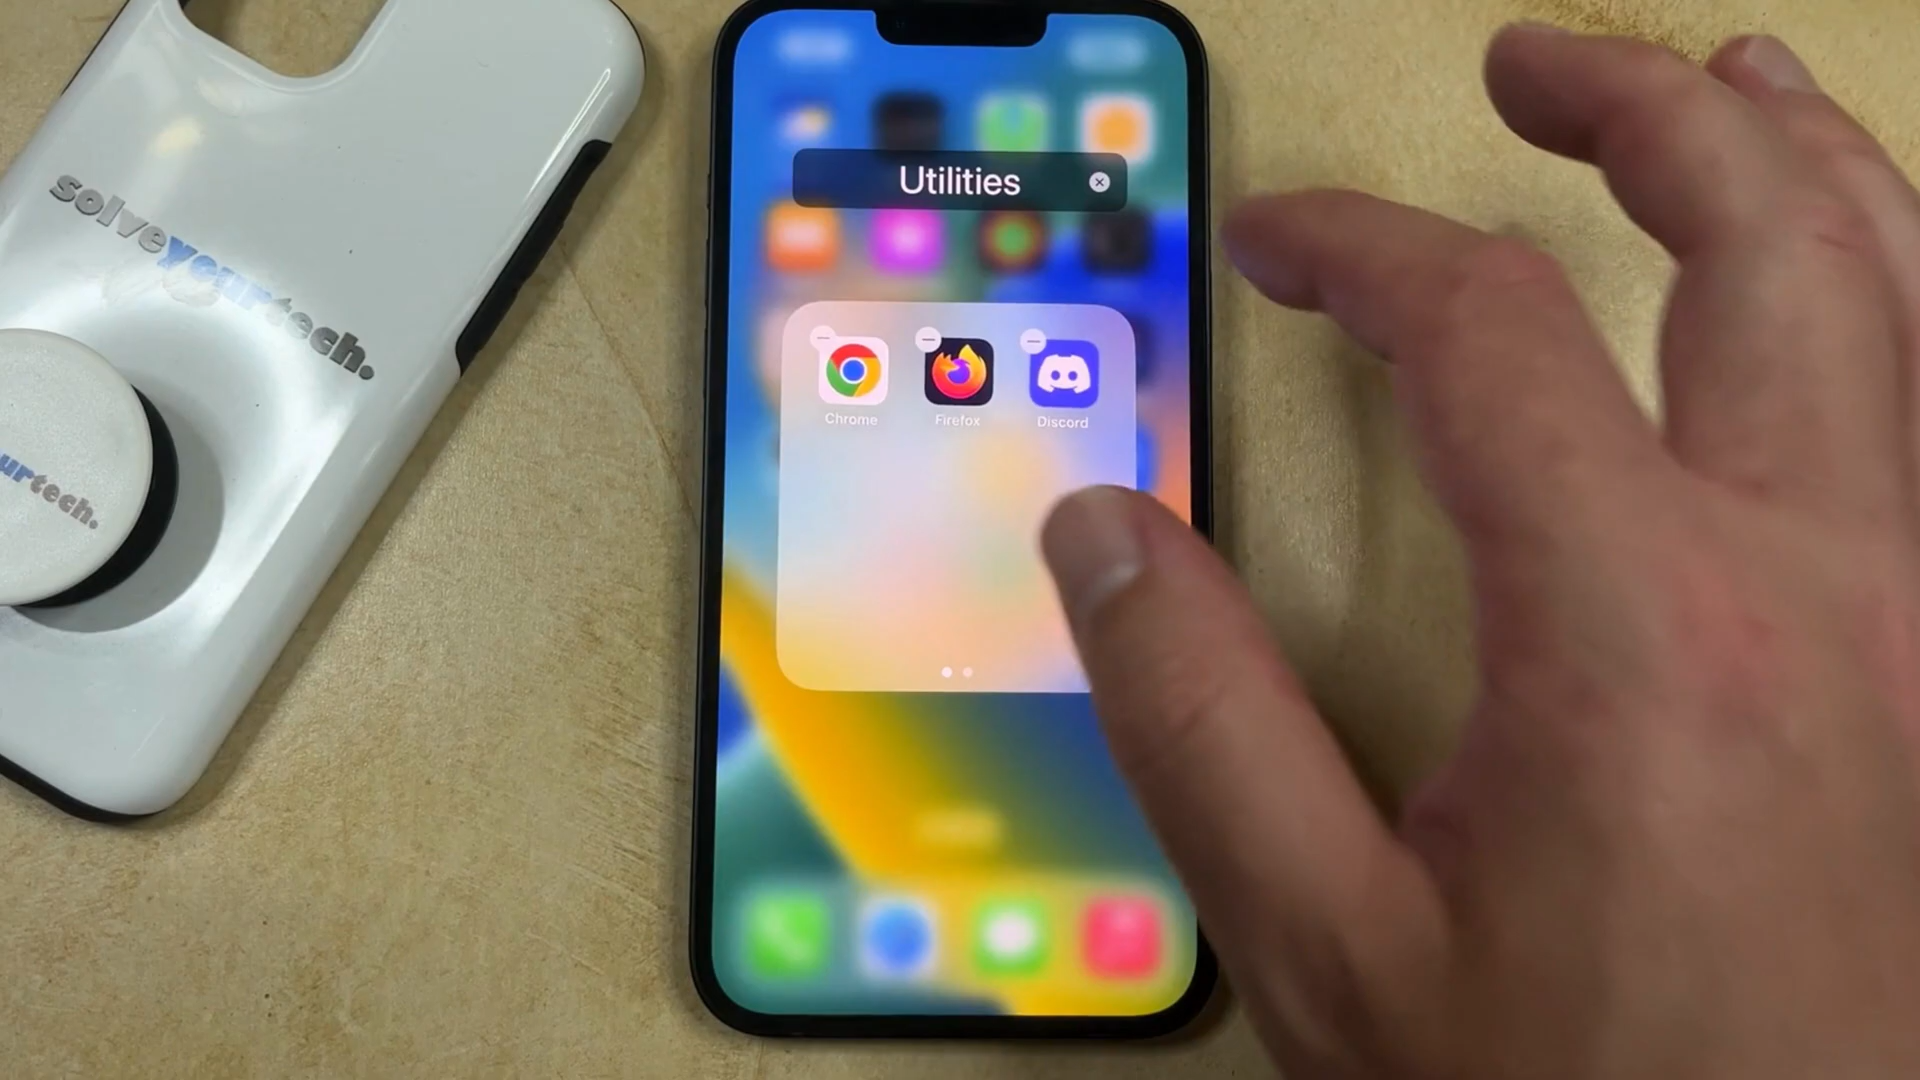 solveyourtech.
urtech.
Utilities
Chrome
Firefox
Discord